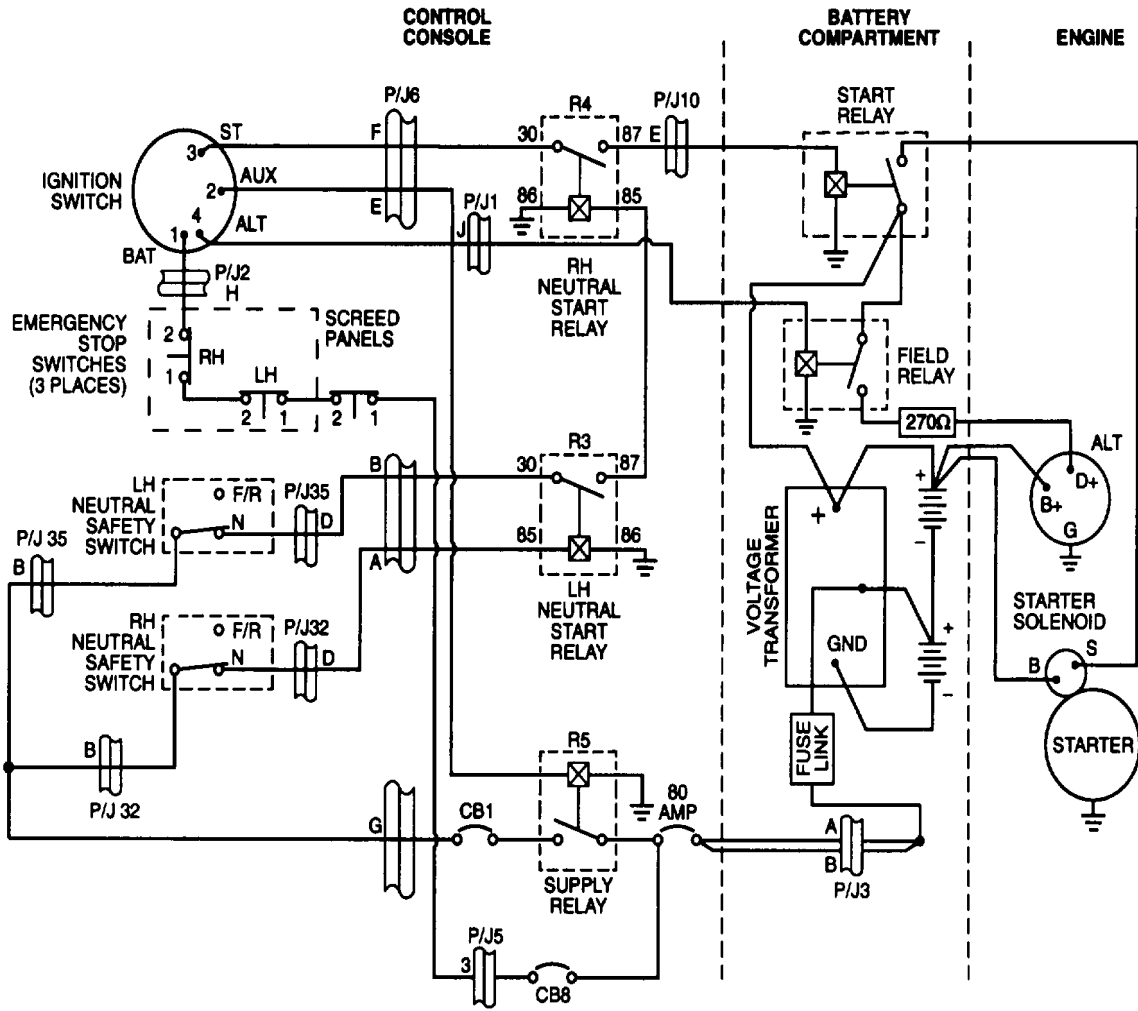 CONTROL
CONSOLE
BATTERY
COMPARTMENT
ENGINE
P/J6
R4
P/J10
START
RELAY
ST
F
30
87
E
3
IGNITION
SWITCH
2
AUX
E
86
85
P/J1
J
4
ALT
1
BAT
P/J2
H
RH
NEUTRAL
START
RELAY
EMERGENCY
STOP
SWITCHES
(3 PLACES)
2
RH
1
SCREED
PANELS
LH
2
1
2
1
FIELD
RELAY
270Ω
ALT
D+
B+
G
R3
B
30
87
LH
NEUTRAL
SAFETY
SWITCH
F/R
N
P/J35
D
P/J 35
B
A
85
86
LH
NEUTRAL
START
RELAY
+
−
VOLTAGE
TRANSFORMER
+
GND
+
−
STARTER
SOLENOID
S
B
STARTER
RH
NEUTRAL
SAFETY
SWITCH
F/R
N
P/J32
D
B
P/J 32
R5
FUSE
LINK
80
AMP
G
CB1
A
B
P/J3
SUPPLY
RELAY
P/J5
3
CB8